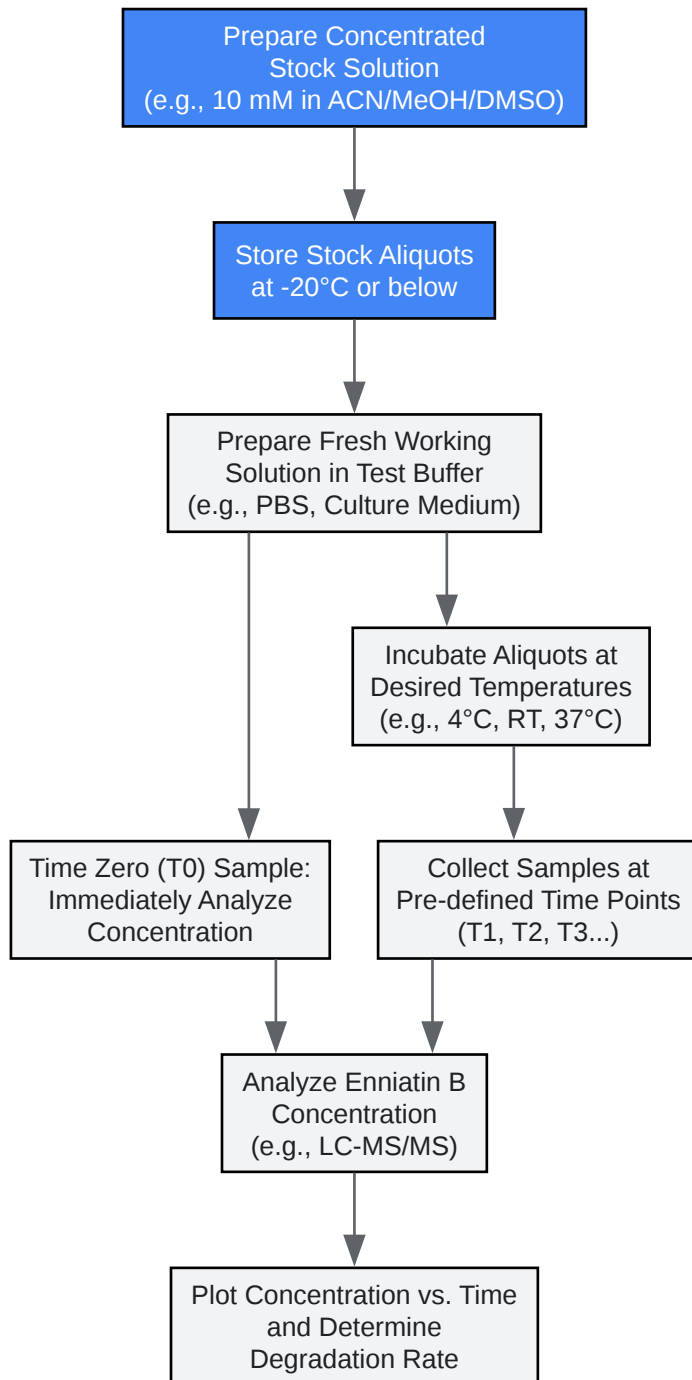 Prepare Concentrated
Stock Solution
(e.g., 10 mM in ACN/MeOH/DMSO)
Store Stock Aliquots
at -20°C or below
Prepare Fresh Working
Solution in Test Buffer
(e.g., PBS, Culture Medium)
Incubate Aliquots at
Desired Temperatures
(e.g., 4°C, RT, 37°C)
Time Zero (T0) Sample:
Immediately Analyze
Concentration
Collect Samples at
Pre-defined Time Points
(T1, T2, T3...)
Analyze Enniatin B
Concentration
(e.g., LC-MS/MS)
Plot Concentration vs. Time
and Determine
Degradation Rate